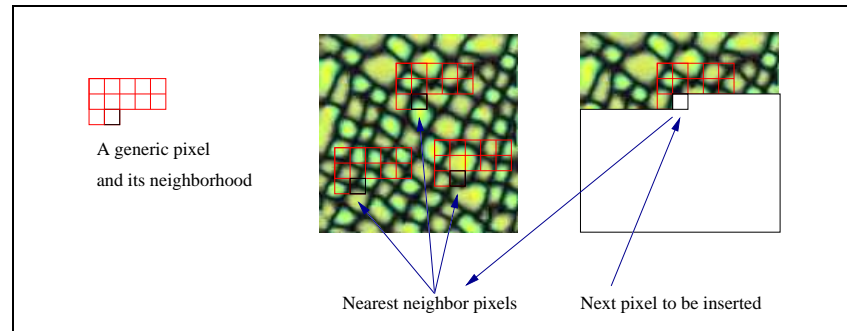 A generic pixel
and its neighborhood
Nearest neighbor pixels
Next pixel to be inserted